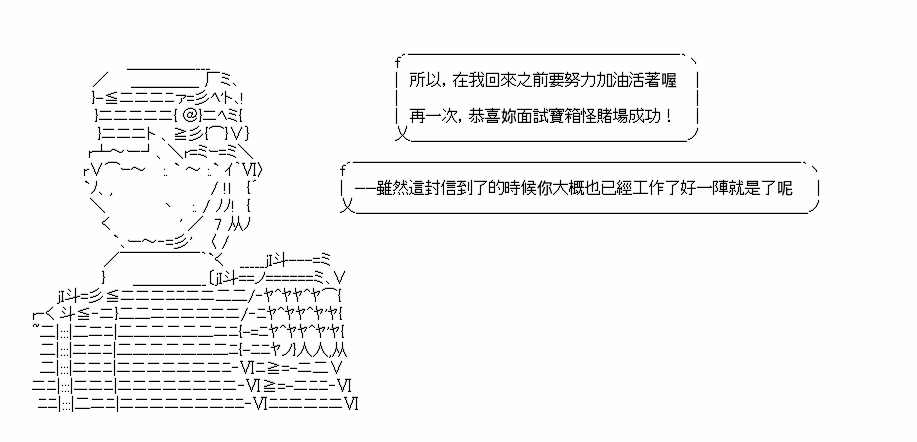 所以，在我回來之前要努力加油活著喔
再一次，恭喜妳面試寶箱怪賭場成功！
──雖然這封信到了的時候你大概也已經工作了好一陣就是了呢